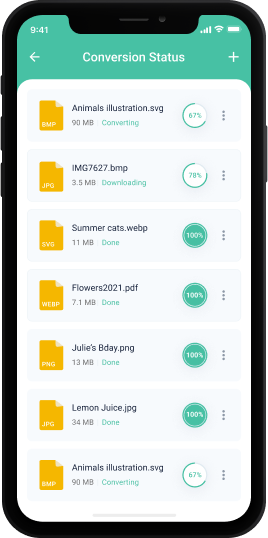 9:41
Conversion Status
Animals illustration.svg
BMP
90 MB Converting
67%
IMG7627.bmp
JPG
3.5 MB Downloading
78%
Summer cats.webp
SVG
11 MB Done
100%
Flowers2021.pdf
WEBP
7.1 MB Done
100%
Julie's Bday.png
PNG
13 MB Done
100%
Lemon Juice.jpg
JPG
34 MB Done
100%
Animals illustration.svg
BMP
90 MB Converting
67%